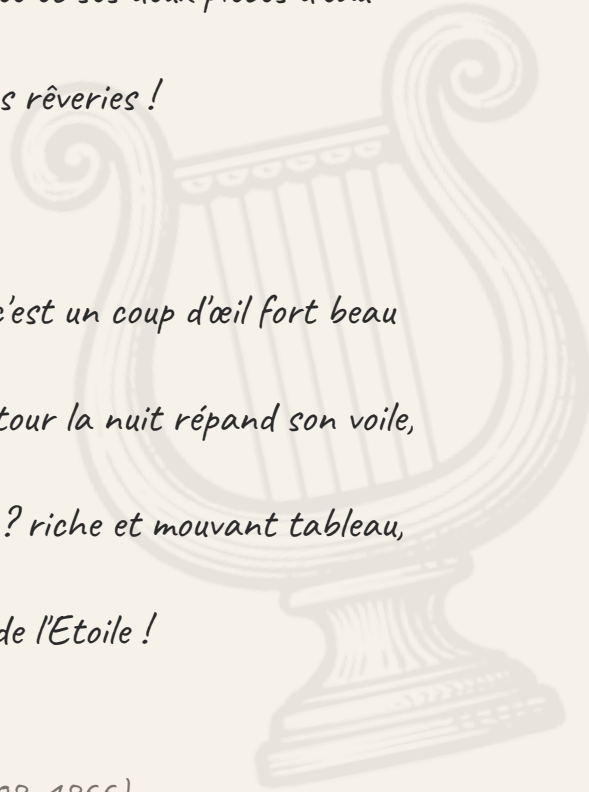 s rêveries !
c'est un coup d'œil fort beau
tour la nuit répand son voile,
? riche et mouvant tableau,
de l'Etoile !
1866)